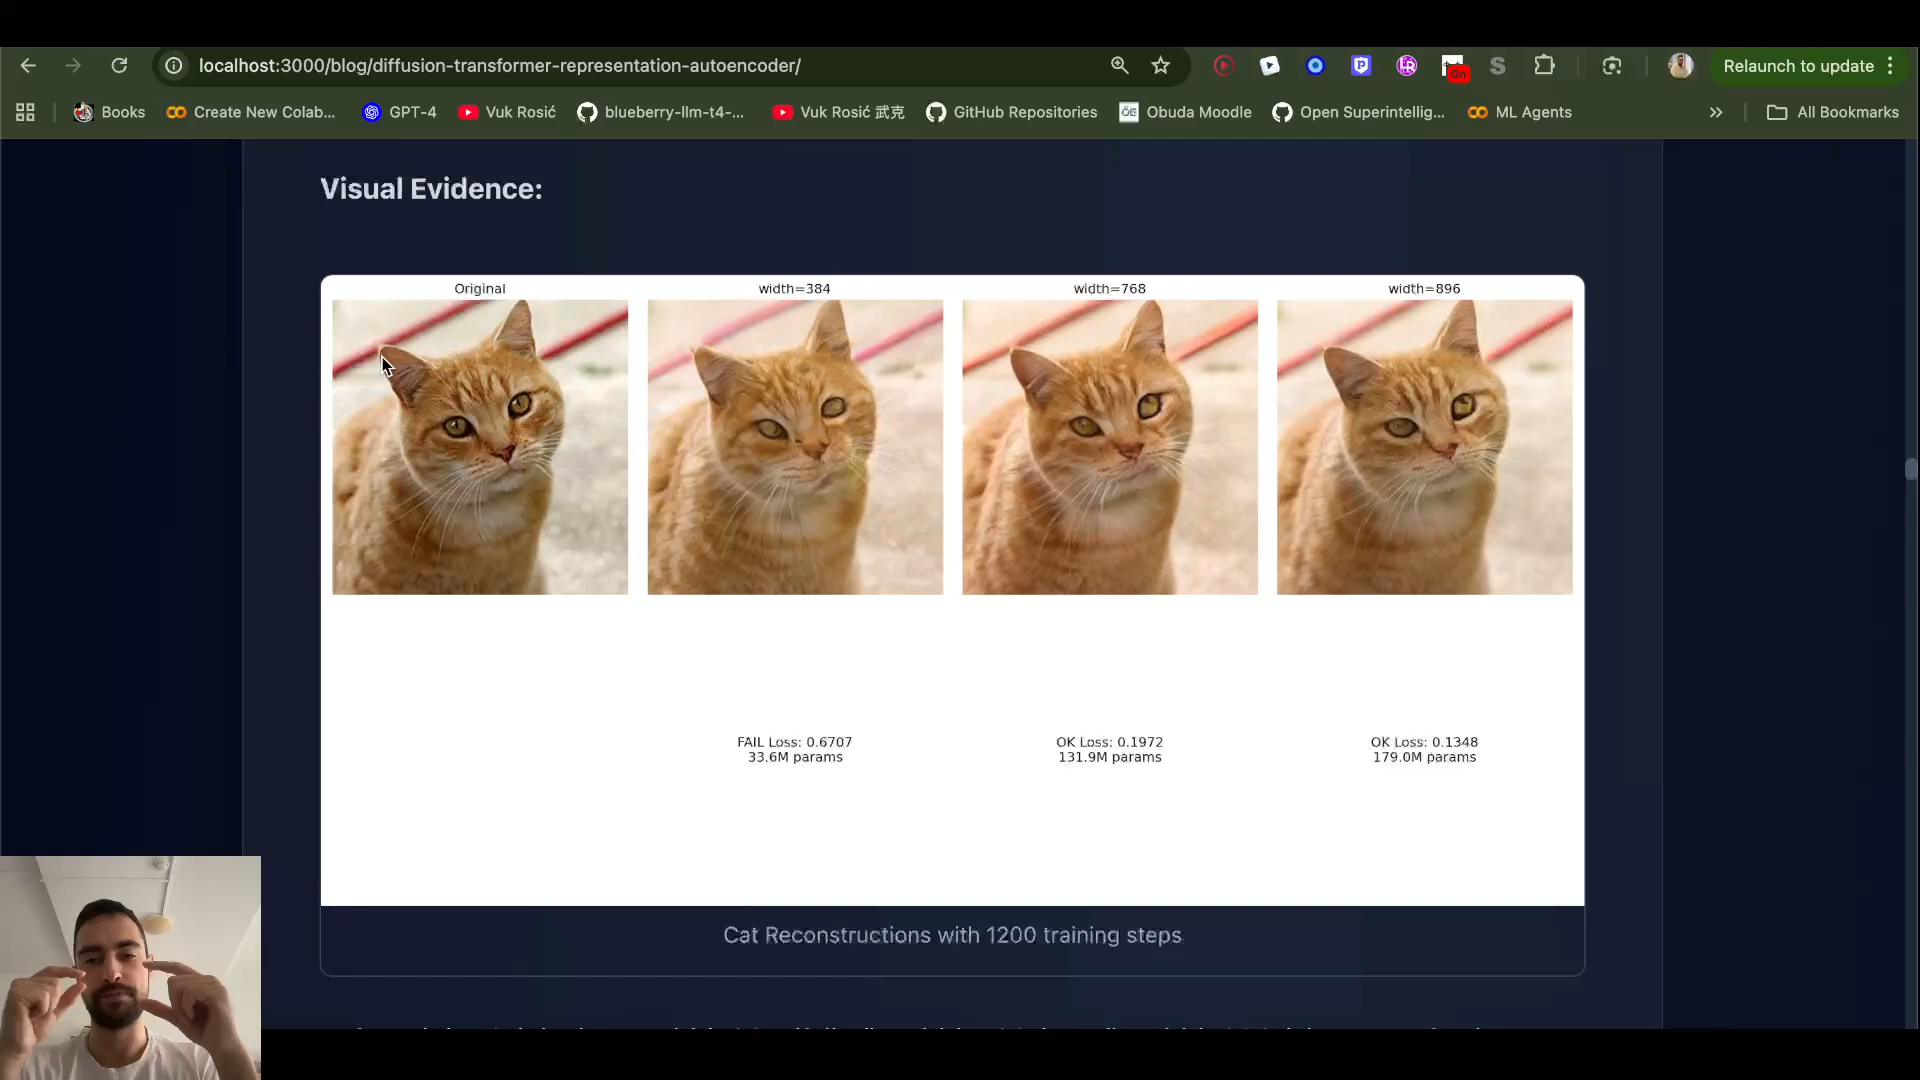 localhost:3000/blog/diffusion-transformer-representation-autoencoder/
Relaunch to update
Books
Create New Colab...
GPT-4
Vuk Rosić
blueberry-llm-t4-...
Vuk Rosić 武克
GitHub Repositories
Obuda Moodle
Open Superintellig...
ML Agents
All Bookmarks
Visual Evidence:
Original
width=384
width=768
width=896
FAIL Loss: 0.6707
33.6M params
OK Loss: 0.1972
131.9M params
OK Loss: 0.1348
179.0M params
Cat Reconstructions with 1200 training steps